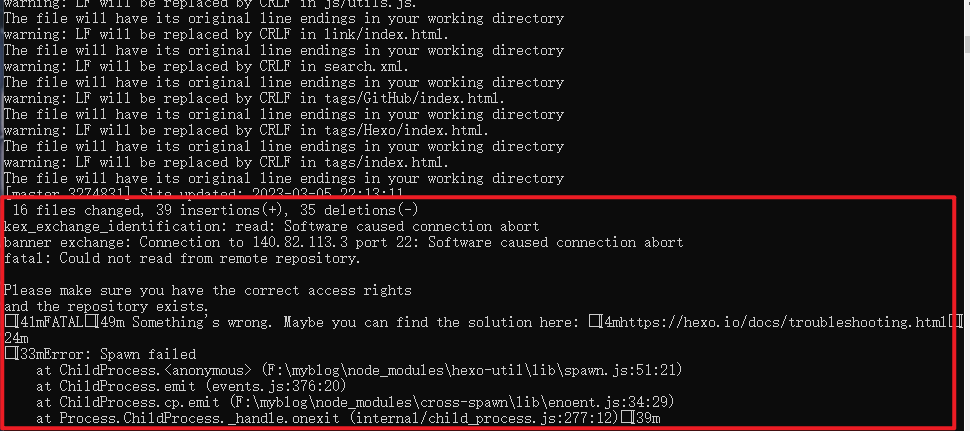 warning: LF will be replaced by CRLF in js/utils.js.
The file will have its original line endings in your working directory
warning: LF will be replaced by CRLF in link/index.html.
The file will have its original line endings in your working directory
warning: LF will be replaced by CRLF in search.xml.
The file will have its original line endings in your working directory
warning: LF will be replaced by CRLF in tags/GitHub/index.html.
The file will have its original line endings in your working directory
warning: LF will be replaced by CRLF in tags/Hexo/index.html.
The file will have its original line endings in your working directory
warning: LF will be replaced by CRLF in tags/index.html.
The file will have its original line endings in your working directory
[master 3274831] Site updated: 2023-03-05 22:13:11
 16 files changed, 39 insertions(+), 35 deletions(-)
kex_exchange_identification: read: Software caused connection abort
banner exchange: Connection to 140.82.113.3 port 22: Software caused connection abort
fatal: Could not read from remote repository.

Please make sure you have the correct access rights
and the repository exists.
□[41mFATAL□[49m Something's wrong. Maybe you can find the solution here: □[4mhttps://hexo.io/docs/troubleshooting.html□[
24m
□[33mError: Spawn failed
    at ChildProcess.<anonymous> (F:\myblog\node_modules\hexo-util\lib\spawn.js:51:21)
    at ChildProcess.emit (events.js:376:20)
    at ChildProcess.cp.emit (F:\myblog\node_modules\cross-spawn\lib\enoent.js:34:29)
    at Process.ChildProcess._handle.onexit (internal/child_process.js:277:12)□[39m